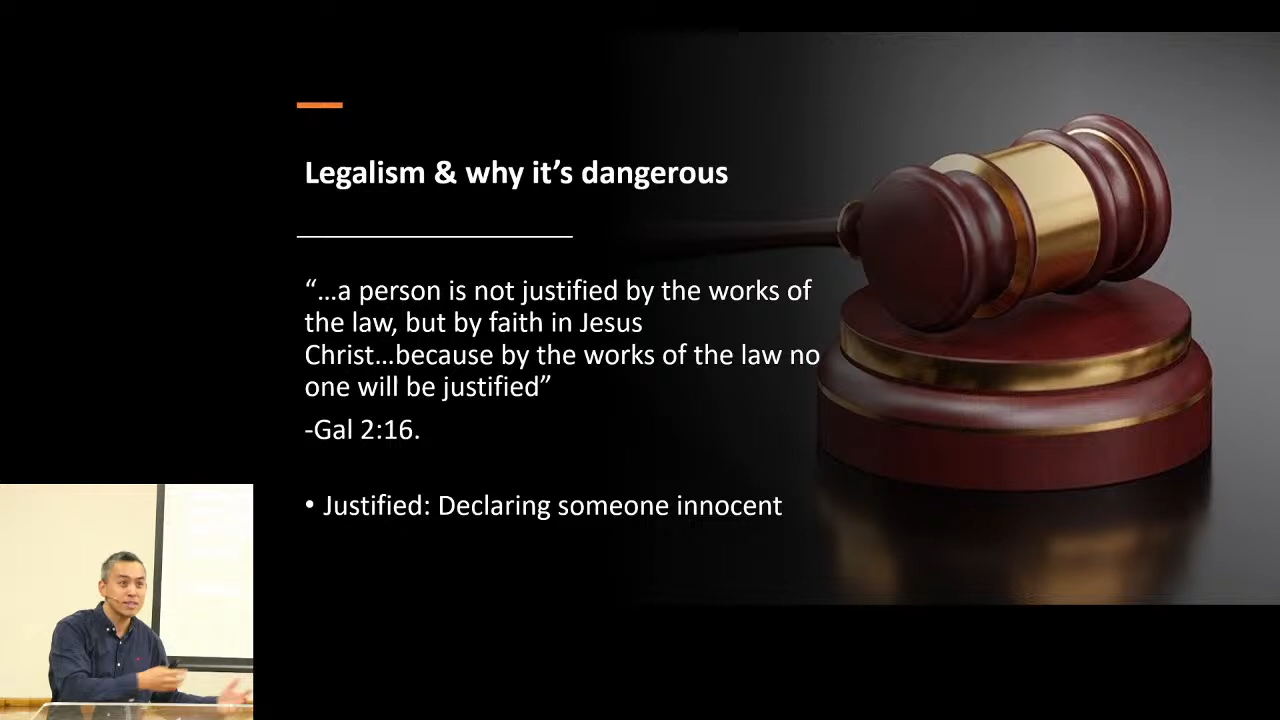 Legalism & why it’s dangerous
“…a person is not justified by the works of
the law, but by faith in Jesus
Christ…because by the works of the law no
one will be justified”
-Gal 2:16.
• Justified: Declaring someone innocent